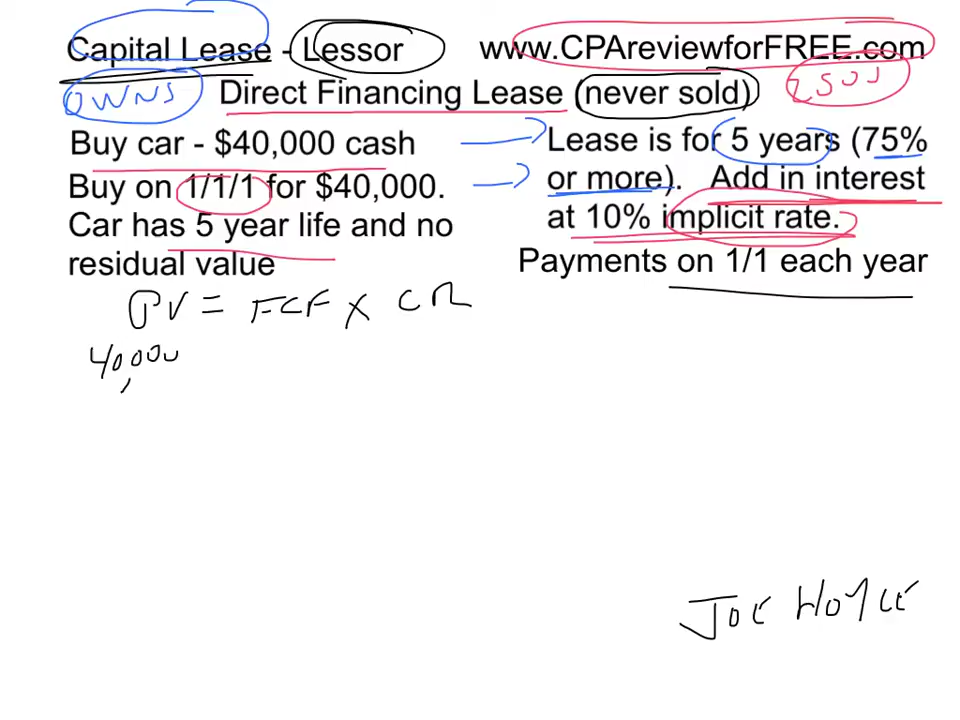 Capital Lease - Lessor www.CPAreviewforFREE.com
OWNS Direct Financing Lease (never sold)
Buy car - $40,000 cash
Buy on 1/1/1 for $40,000.
Car has 5 year life and no
residual value
Lease is for 5 years (75%
or more). Add in interest
at 10% implicit rate.
Payments on 1/1 each year
PV = FCF x
40,000
JOE HOYLE